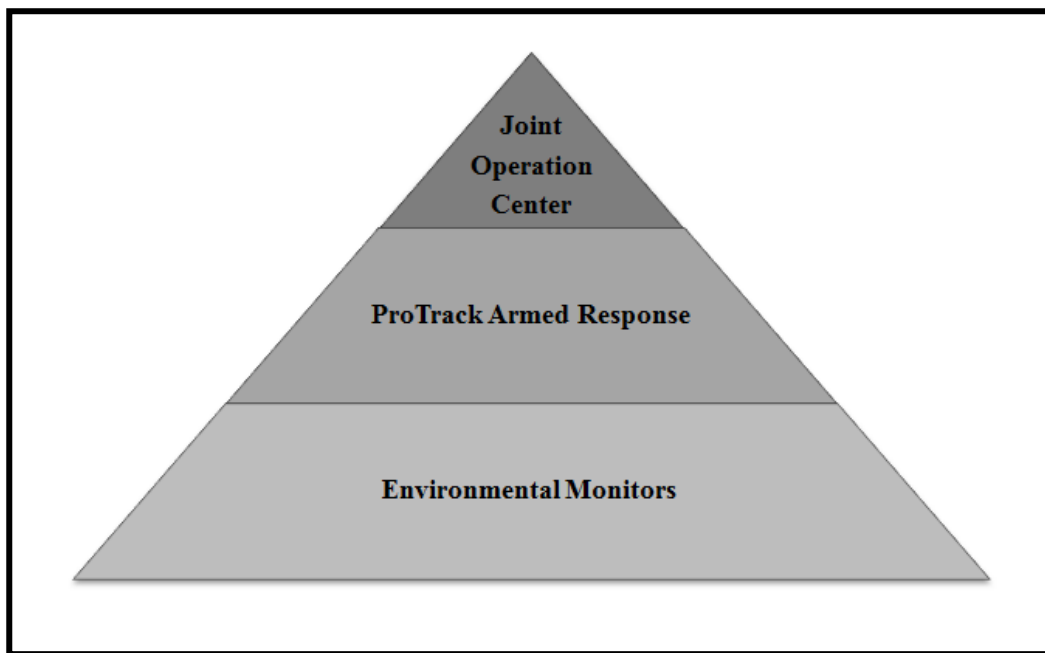 Joint
Operation
Center
ProTrack Armed Response
Environmental Monitors